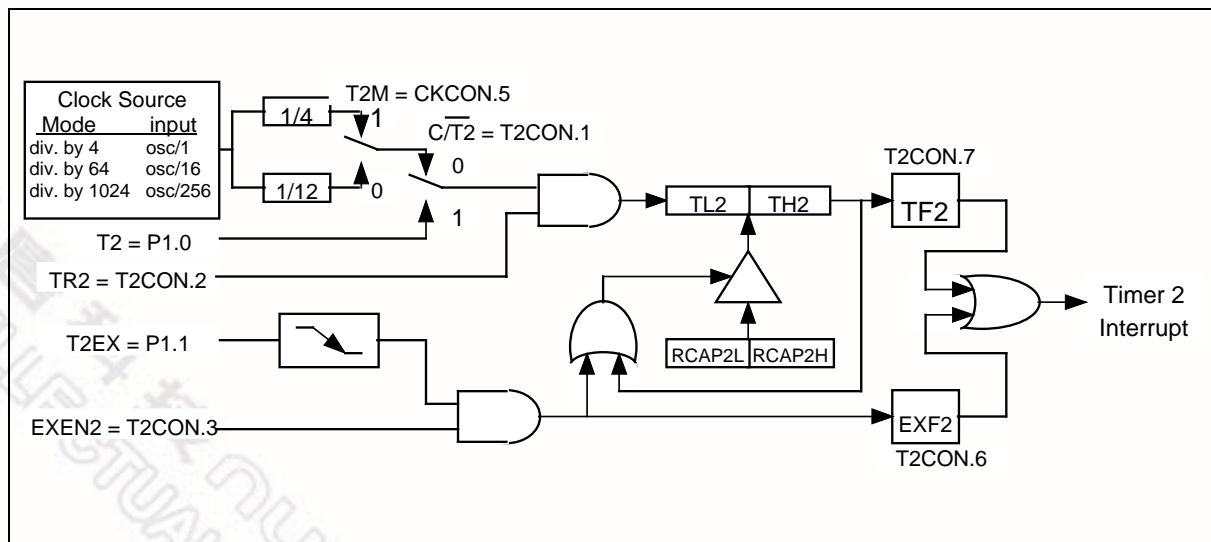 Clock Source
Mode input
div. by 4 osc/1
div. by 64 osc/16
div. by 1024 osc/256
1/4
1/12
T2M = CKCON.5
1
0
C/T2 = T2CON.1
0
1
T2 = P1.0
TR2 = T2CON.2
TL2 TH2
T2CON.7
TF2
Timer 2
Interrupt
T2EX = P1.1
RCAP2L RCAP2H
EXEN2 = T2CON.3
EXF2
T2CON.6